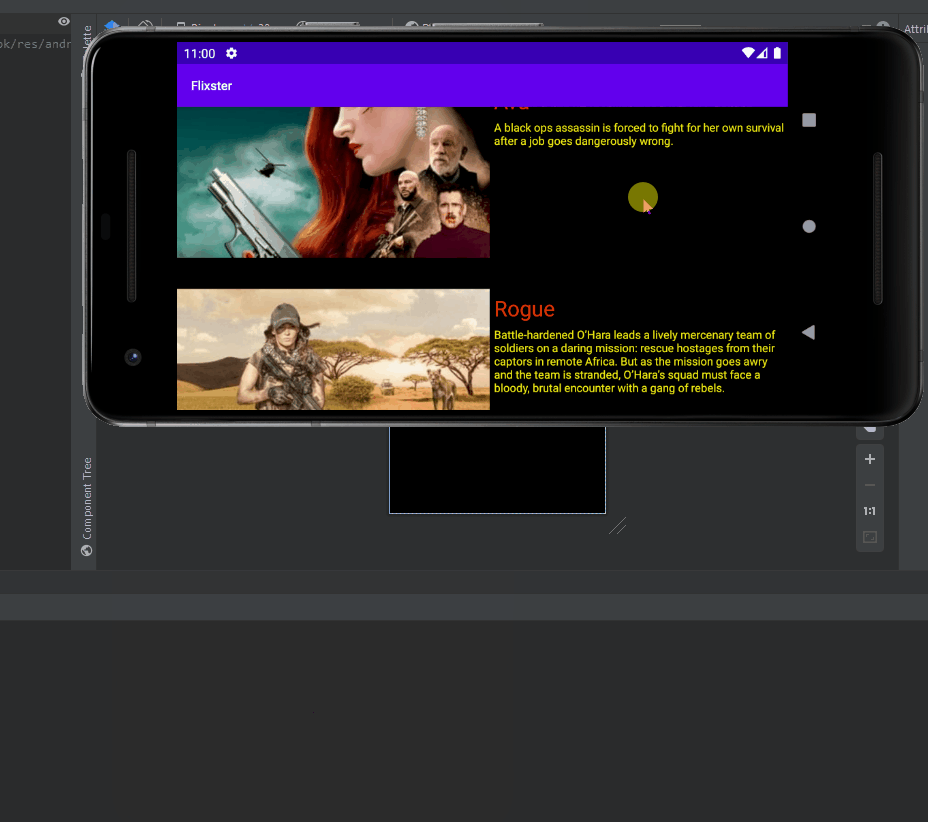 ok/res/andr
11:00
Flixster
A black ops assassin is forced to fight for her own survival
after a job goes dangerously wrong.
Rogue
Battle-hardened O'Hara leads a lively mercenary team of
soldiers on a daring mission: rescue hostages from their
captors in remote Africa. But as the mission goes awry
and the team is stranded, O'Hara's squad must face a
bloody, brutal encounter with a gang of rebels.
Component Tree
1:1